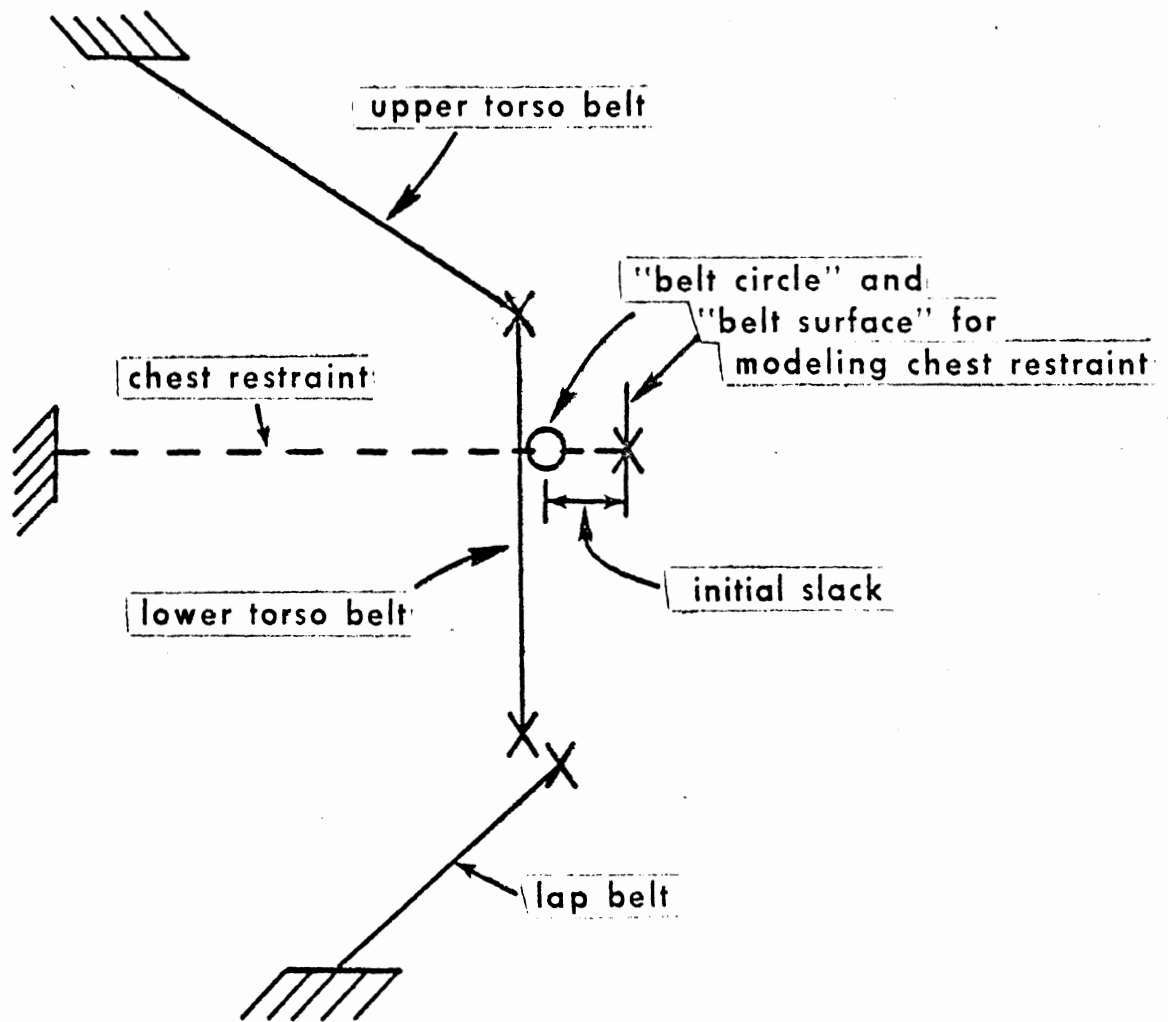 upper torso belt
"belt circle" and
"belt surface" for
modeling chest restraint
chest restraint
initial slack
lower torso belt
lap belt